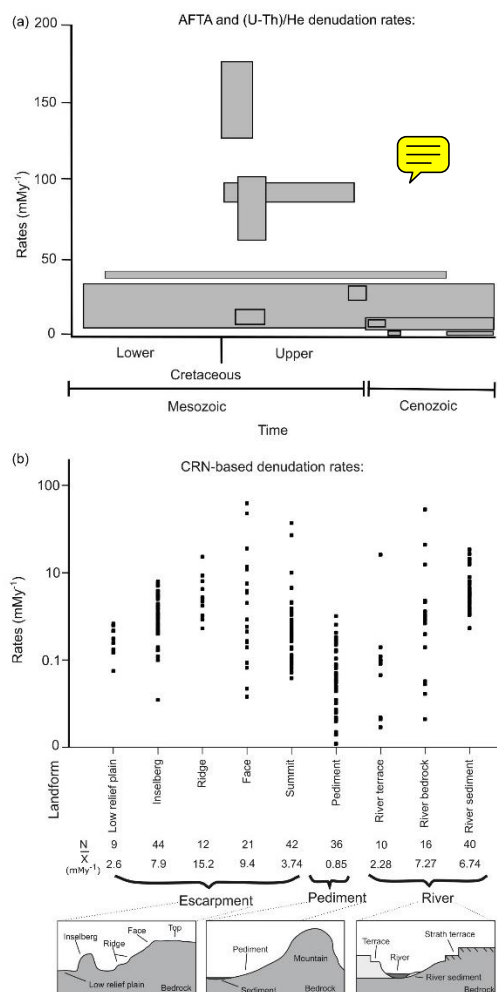 (a) AFTA and (U-Th)/He denudation rates:
200
150
100
50
0
Rates (mMy⁻¹)
Lower Upper
Cretaceous
Mesozoic Cenozoic
Time
(b) CRN-based denudation rates:
100
10
0.1
0
Rates (mMy⁻¹)
Landform
Low relief plain
Inselberg
Ridge
Face
Summit
Pediment
River terrace
River bedrock
River sediment
N 9 44 12 21 42 36 10 16 40
X̄ 2.6 7.9 15.2 9.4 3.74 0.85 2.28 7.27 6.74
(mMy⁻¹)
Escarpment Pediment River
Inselberg Ridge Face Top
Low relief plain Bedrock
Pediment Mountain
Sediment Bedrock
Terrace River Strath terrace
River sediment
Bedrock